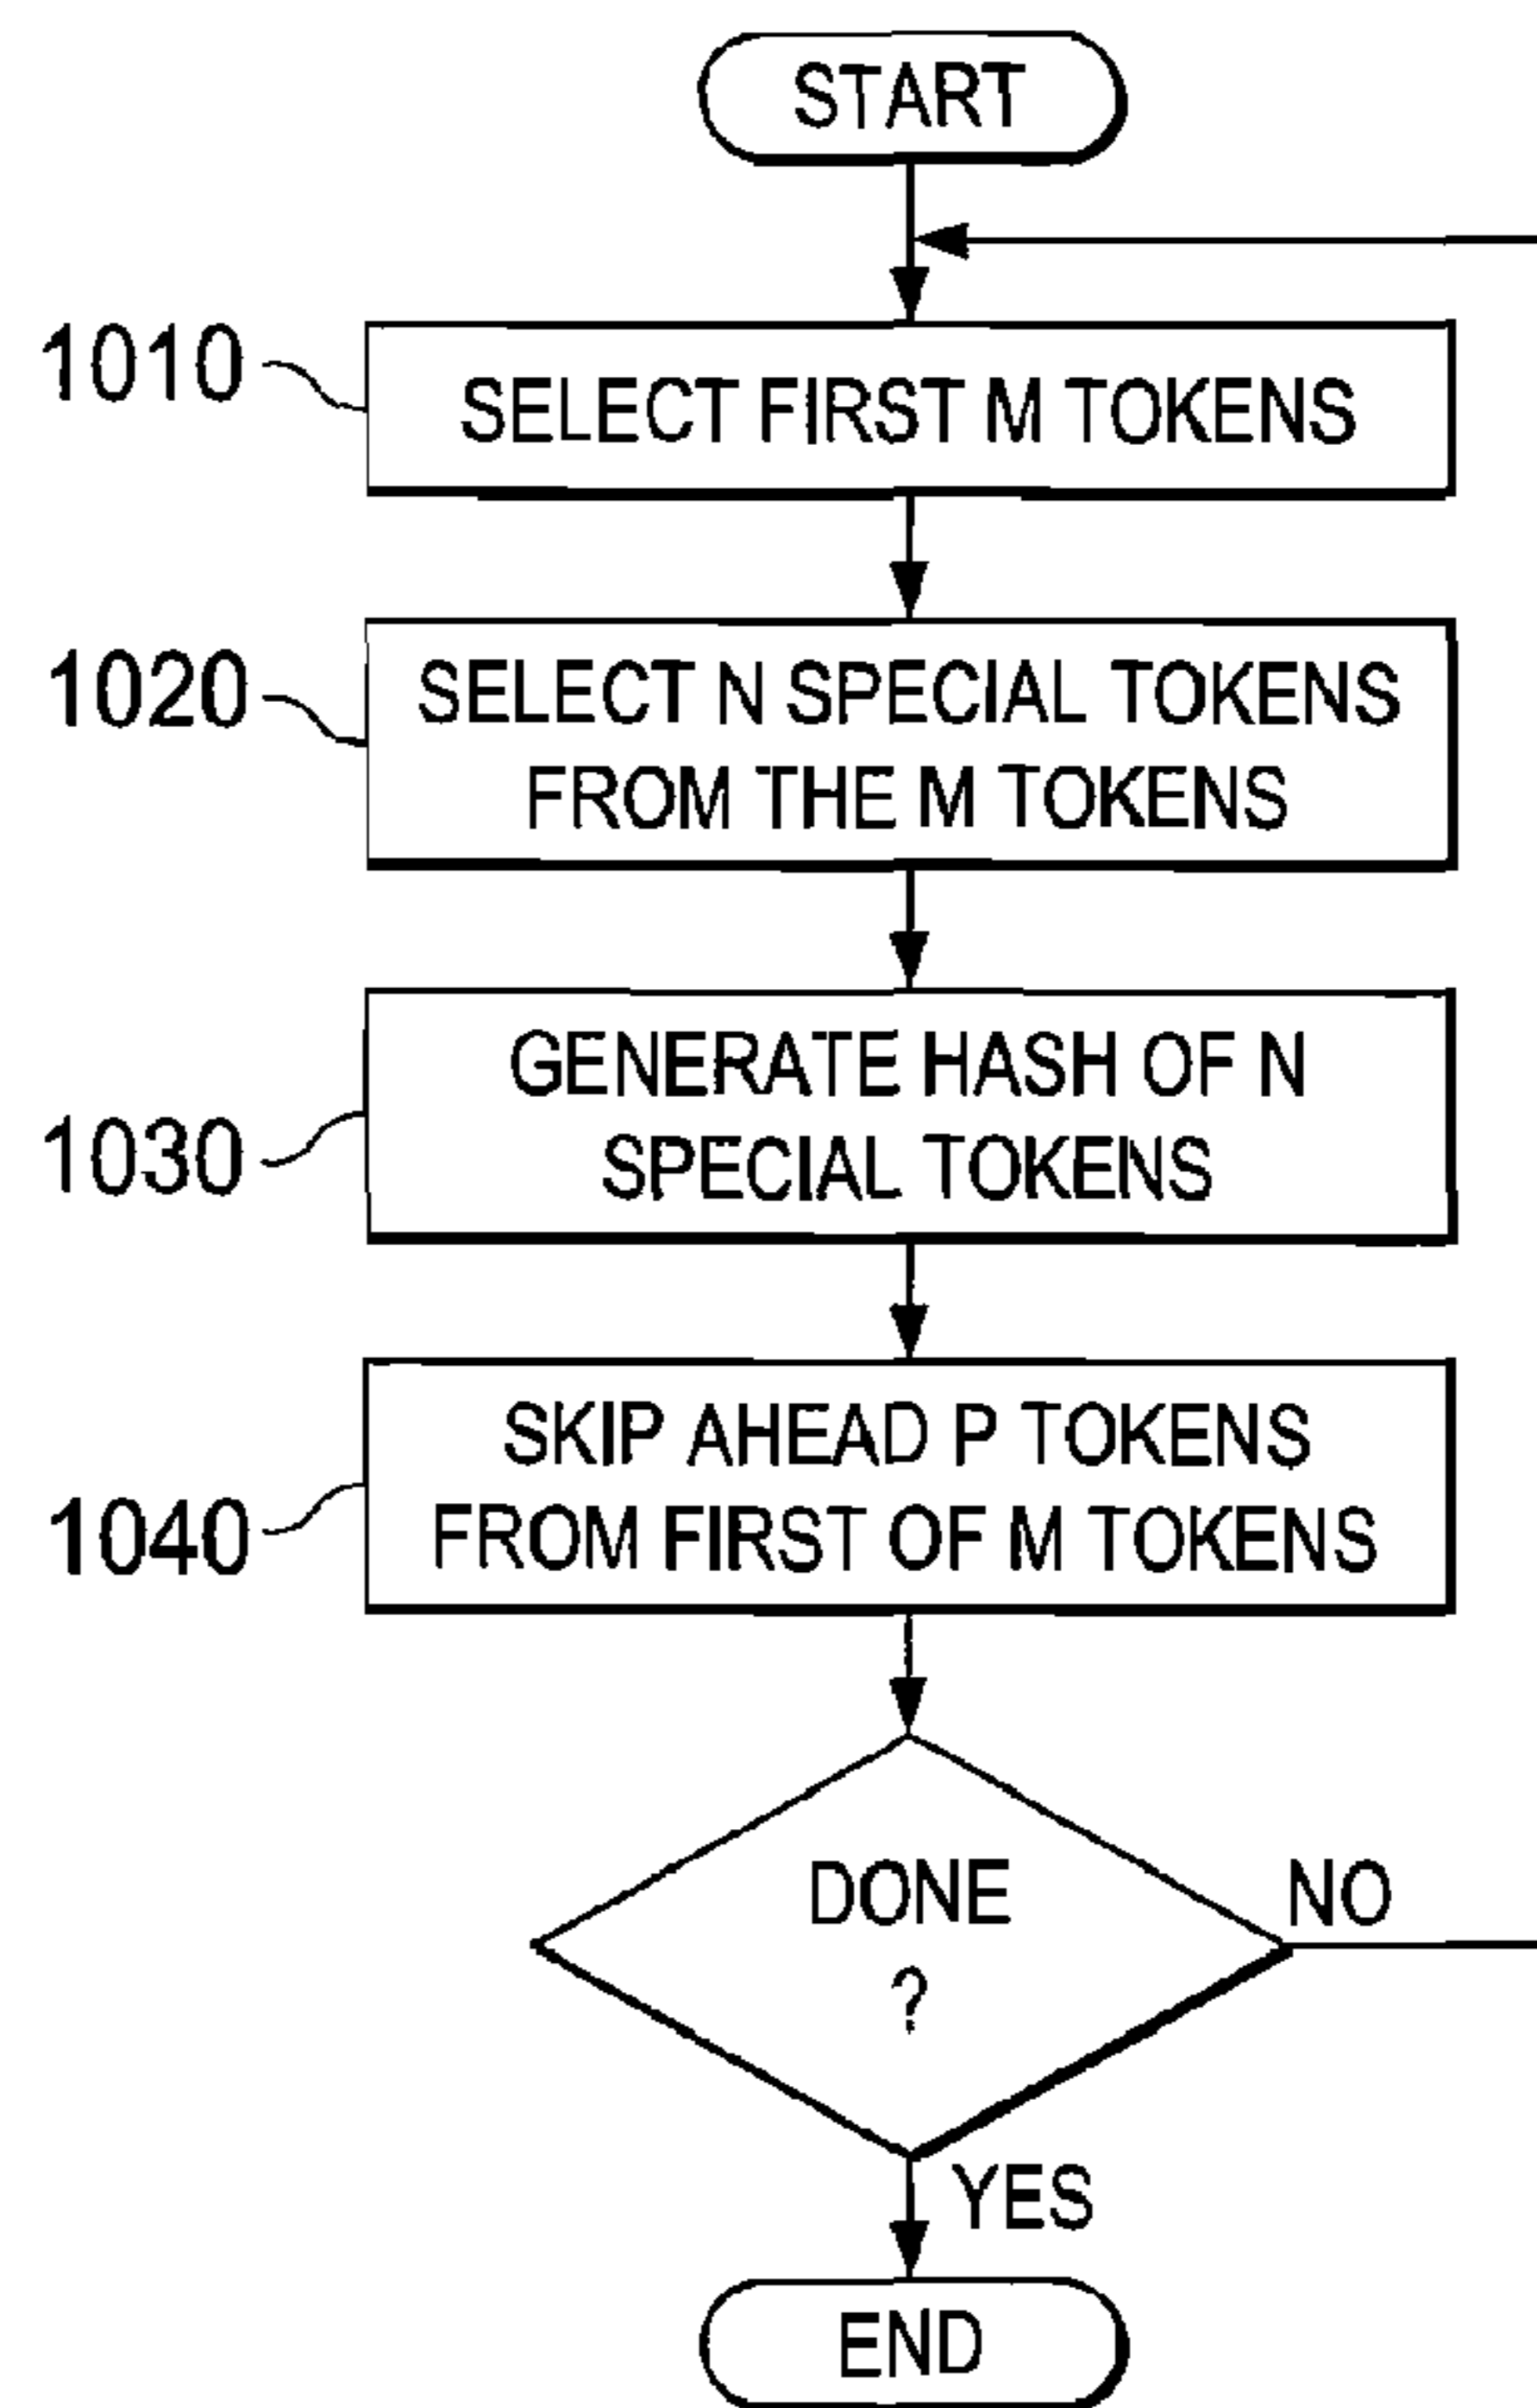 START
1010
SELECT FIRST M TOKENS
1020
SELECT N SPECIAL TOKENS
FROM THE M TOKENS
1030
GENERATE HASH OF N
SPECIAL TOKENS
1040
SKIP AHEAD P TOKENS
FROM FIRST OF M TOKENS
DONE
?
NO
YES
END